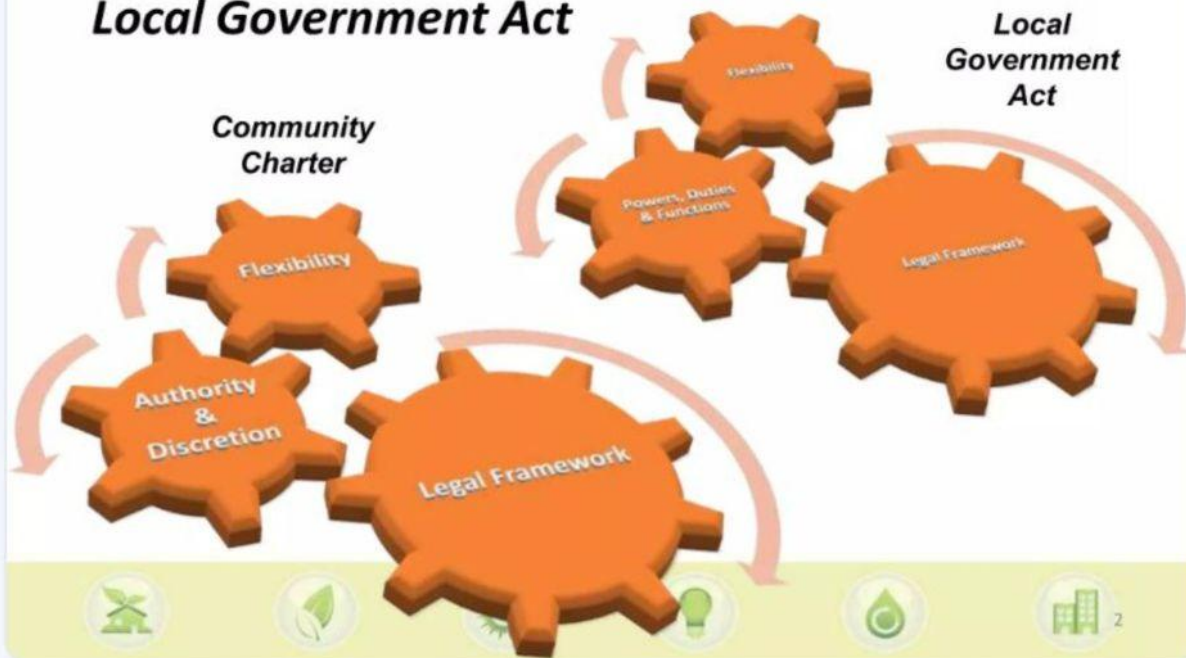 Local Government Act
Community
Charter
Flexibility
Authority
&
Discretion
Legal Framework
Local
Government
Act
Flexibility
Powers, Duties
& Functions
Legal Framework
2